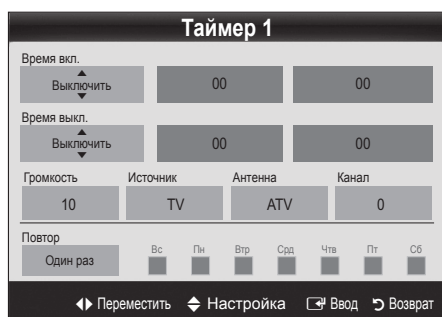 Таймер 1
Время вкл.
Выключить 00 00
Время выкл.
Выключить 00 00
Громкость Источник Антенна Канал
10 TV ATV 0
Повтор
Вс Пн Втр Срд Чтв Пт Сб
Один раз
Переместить Настройка Ввод Возврат